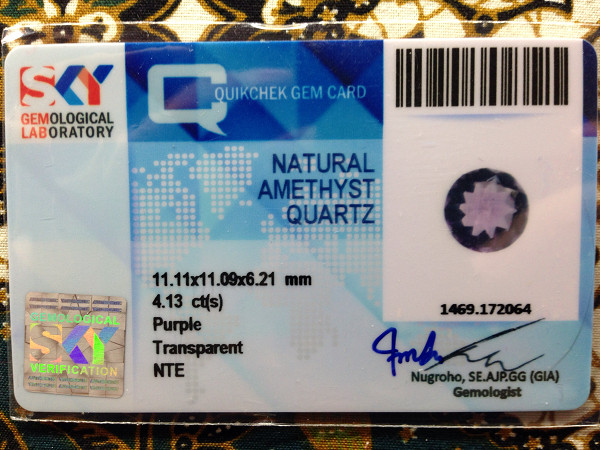 SKY
GEMOLOGICAL
LABORATORY
QUIKCHEK GEM CARD
NATURAL
AMETHYST
QUARTZ
11.11x11.09x6.21 mm
4.13 ct(s)
Purple
Transparent
NTE
GEMOLOGICAL
SKY
VERIFICATION
1469.172064
Nugroho, SE.AJP.GG (GIA)
Gemologist